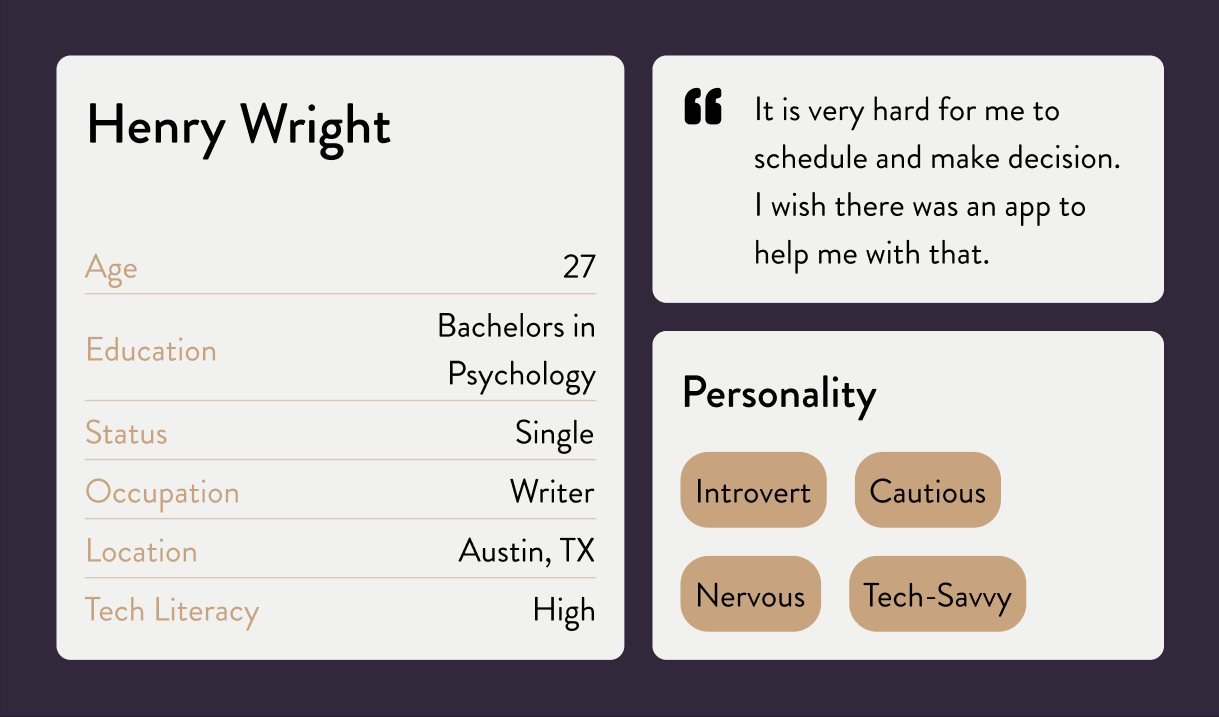 Henry Wright
Age 27
Education Bachelors in
Psychology
Status Single
Occupation Writer
Location Austin, TX
Tech Literacy High
“ It is very hard for me to
schedule and make decision.
I wish there was an app to
help me with that.
Personality
Introvert Cautious
Nervous Tech-Savvy